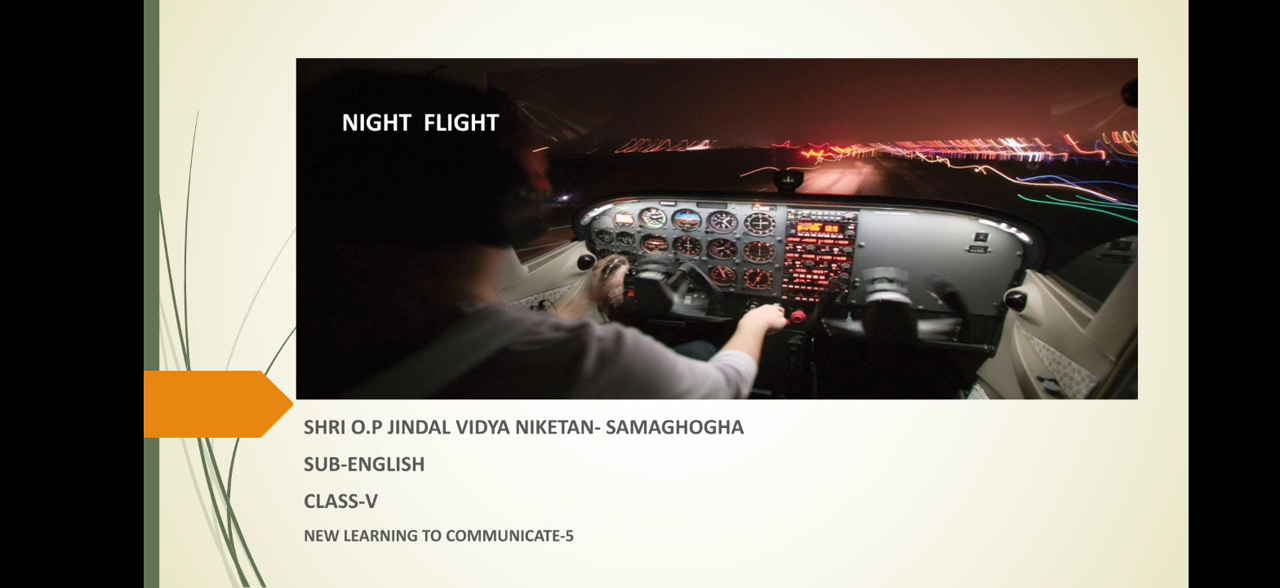 NIGHT FLIGHT
SHRI O.P JINDAL VIDYA NIKETAN- SAMAGHOGHA
SUB-ENGLISH
CLASS-V
NEW LEARNING TO COMMUNICATE-5